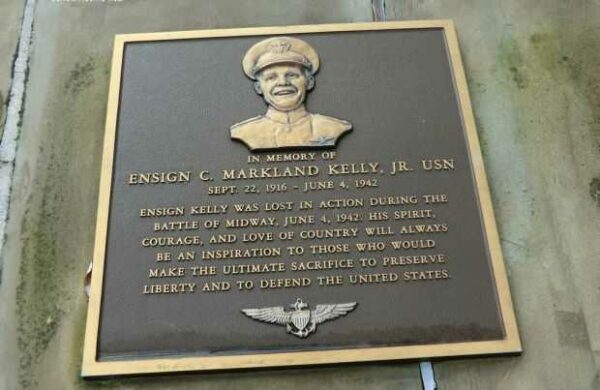 IN MEMORY OF
ENSIGN C. MARKLAND KELLY, JR. USN
SEPT. 22, 1916 - JUNE 4, 1942
ENSIGN KELLY WAS LOST IN ACTION DURING THE
BATTLE OF MIDWAY, JUNE 4, 1942. HIS SPIRIT,
COURAGE, AND LOVE OF COUNTRY WILL ALWAYS
BE AN INSPIRATION TO THOSE WHO WOULD
MAKE THE ULTIMATE SACRIFICE TO PRESERVE
LIBERTY AND TO DEFEND THE UNITED STATES.